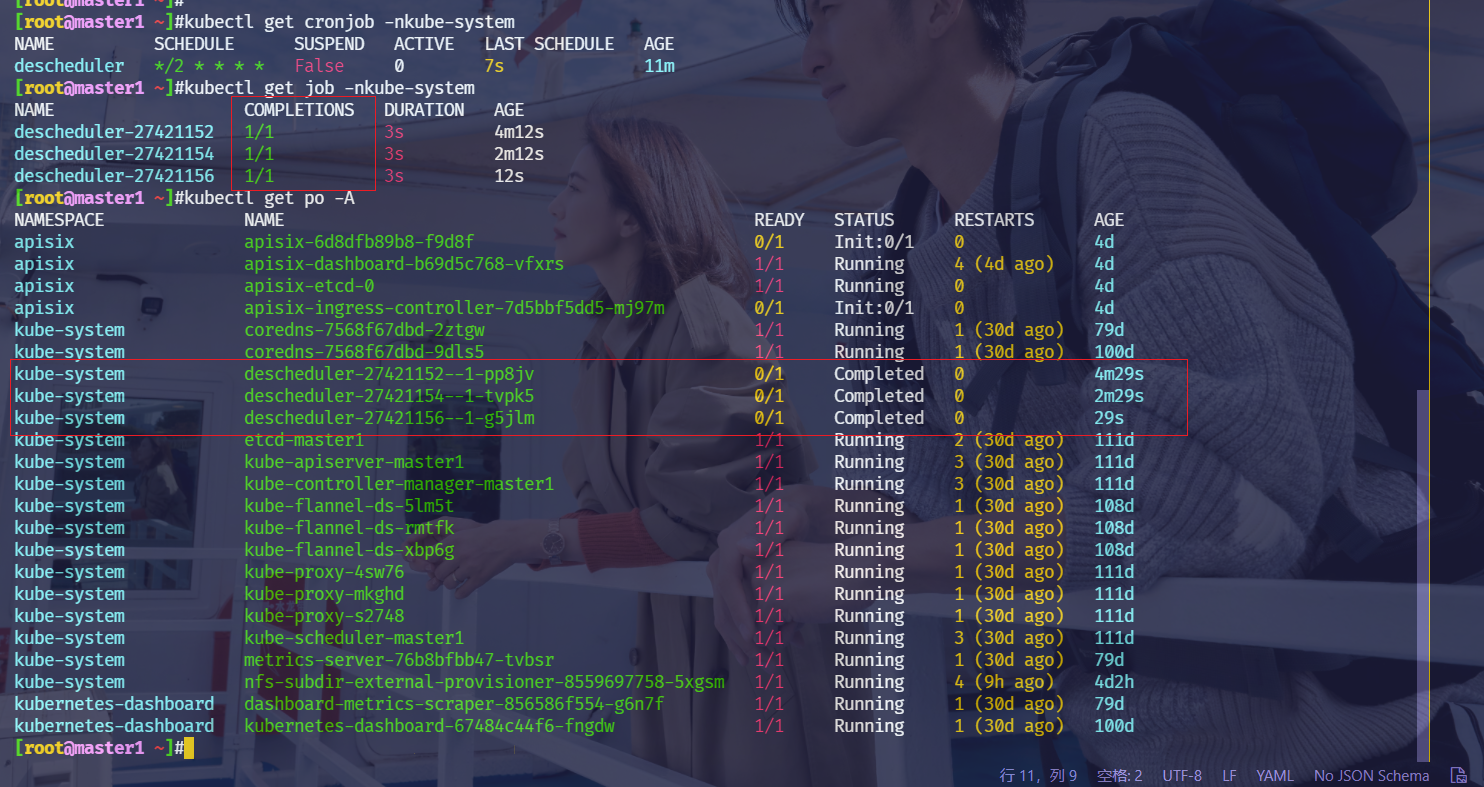 [root@master1 ~]#
[root@master1 ~]#kubectl get cronjob -nkube-system
NAME SCHEDULE SUSPEND ACTIVE LAST SCHEDULE AGE
descheduler */2 * * * * False 0 7s 11m
[root@master1 ~]#kubectl get job -nkube-system
NAME COMPLETIONS DURATION AGE
descheduler-27421152 1/1 3s 4m12s
descheduler-27421154 1/1 3s 2m12s
descheduler-27421156 1/1 3s 12s
[root@master1 ~]#kubectl get po -A
NAMESPACE NAME READY STATUS RESTARTS AGE
apisix apisix-6d8dfb89b8-f9d8f 0/1 Init:0/1 0 4d
apisix apisix-dashboard-b69d5c768-vfxrs 1/1 Running 4 (4d ago) 4d
apisix apisix-etcd-0 1/1 Running 0 4d
apisix apisix-ingress-controller-7d5bbf5dd5-mj97m 0/1 Init:0/1 0 4d
kube-system coredns-7568f67dbd-2ztgw 1/1 Running 1 (30d ago) 79d
kube-system coredns-7568f67dbd-9dls5 1/1 Running 1 (30d ago) 100d
kube-system descheduler-27421152--1-pp8jv 0/1 Completed 0 4m29s
kube-system descheduler-27421154--1-tvpk5 0/1 Completed 0 2m29s
kube-system descheduler-27421156--1-g5jlm 0/1 Completed 0 29s
kube-system etcd-master1 1/1 Running 2 (30d ago) 111d
kube-system kube-apiserver-master1 1/1 Running 3 (30d ago) 111d
kube-system kube-controller-manager-master1 1/1 Running 3 (30d ago) 111d
kube-system kube-flannel-ds-5lm5t 1/1 Running 1 (30d ago) 108d
kube-system kube-flannel-ds-rmtfk 1/1 Running 1 (30d ago) 108d
kube-system kube-flannel-ds-xbp6g 1/1 Running 1 (30d ago) 108d
kube-system kube-proxy-4sw76 1/1 Running 1 (30d ago) 111d
kube-system kube-proxy-mkghd 1/1 Running 1 (30d ago) 111d
kube-system kube-proxy-s2748 1/1 Running 1 (30d ago) 111d
kube-system kube-scheduler-master1 1/1 Running 3 (30d ago) 111d
kube-system metrics-server-76b8bfbb47-tvbsr 1/1 Running 1 (30d ago) 79d
kube-system nfs-subdir-external-provisioner-8559697758-5xgsm 1/1 Running 4 (9h ago) 4d2h
kubernetes-dashboard dashboard-metrics-scraper-856586f554-g6n7f 1/1 Running 1 (30d ago) 79d
kubernetes-dashboard kubernetes-dashboard-67484c44f6-fngdw 1/1 Running 1 (30d ago) 100d
[root@master1 ~]#
行 11，列 9 空格: 2 UTF-8 LF YAML No JSON Schema